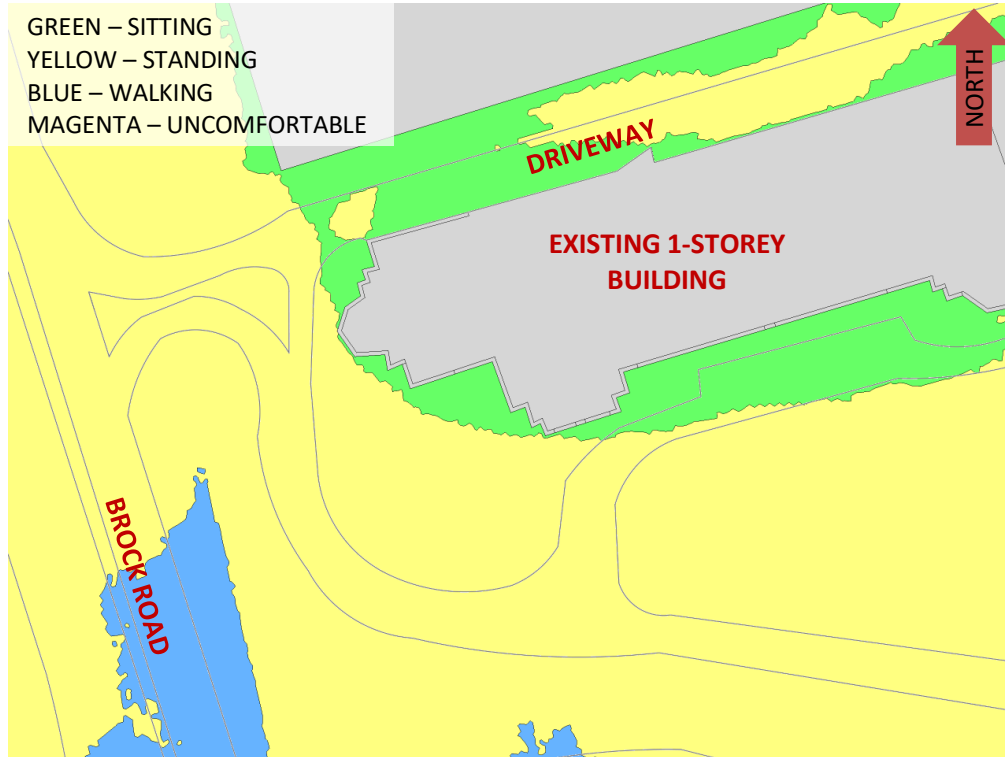 GREEN – SITTING
YELLOW – STANDING
BLUE – WALKING
MAGENTA – UNCOMFORTABLE
NORTH
DRIVEWAY
EXISTING 1-STOREY
BUILDING
BROCK ROAD